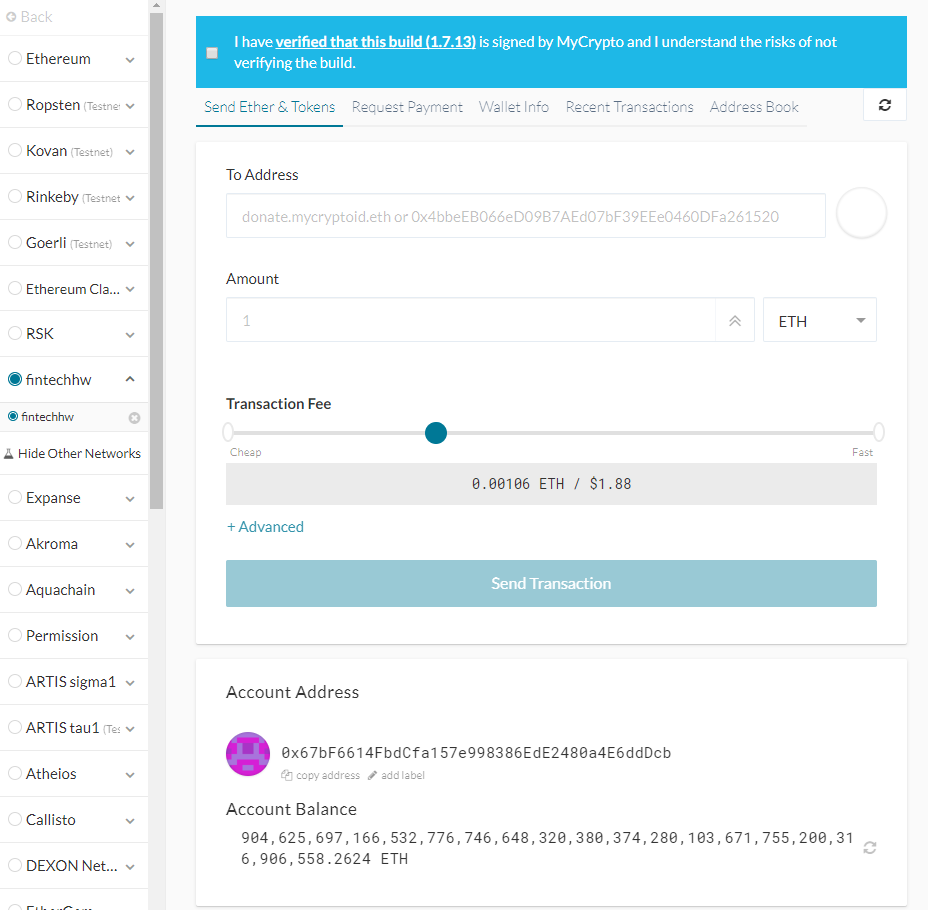 Back
Ethereum
Ropsten (Testnet
Kovan (Testnet)
Rinkeby (Testnet
Goerli (Testnet)
Ethereum Cla...
RSK
fintechhw
fintechhw
Hide Other Networks
Expanse
Akroma
Aquachain
Permission
ARTIS sigma1
ARTIS tau1 (Tes
Atheios
Callisto
DEXON Net...
I have verified that this build (1.7.13) is signed by MyCrypto and I understand the risks of not
verifying the build.
Send Ether & Tokens Request Payment Wallet Info Recent Transactions Address Book
To Address
donate.mycryptoid.eth or 0x4bbeEB066eD09B7AEd07bF39EEe0460DFa261520
Amount
1 ETH
Transaction Fee
Cheap Fast
0.00106 ETH / $1.88
+ Advanced
Send Transaction
Account Address
0x67bF6614FbdCfa157e998386EdE2480a4E6ddDcb
copy address add label
Account Balance
904,625,697,166,532,776,746,648,320,380,374,280,103,671,755,200,31
6,906,558.2624 ETH